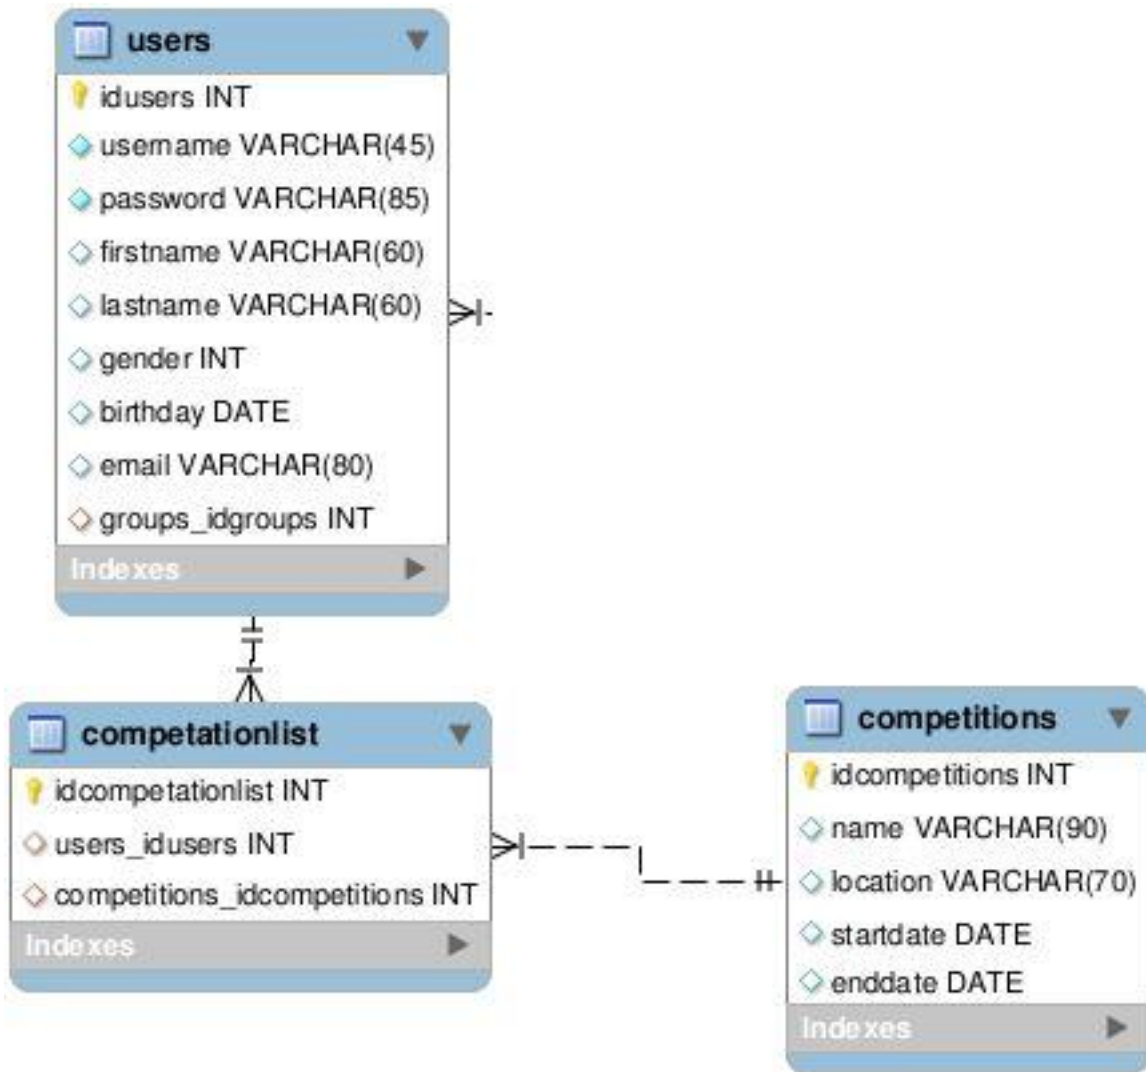 users
idusers INT
username VARCHAR(45)
password VARCHAR(85)
firstname VARCHAR(60)
lastname VARCHAR(60)
gender INT
birthday DATE
email VARCHAR(80)
groups_idgroups INT
Indexes
competationlist
idcompetationlist INT
users_idusers INT
competitions_idcompetitions INT
Indexes
competitions
idcompetitions INT
name VARCHAR(90)
location VARCHAR(70)
startdate DATE
enddate DATE
Indexes